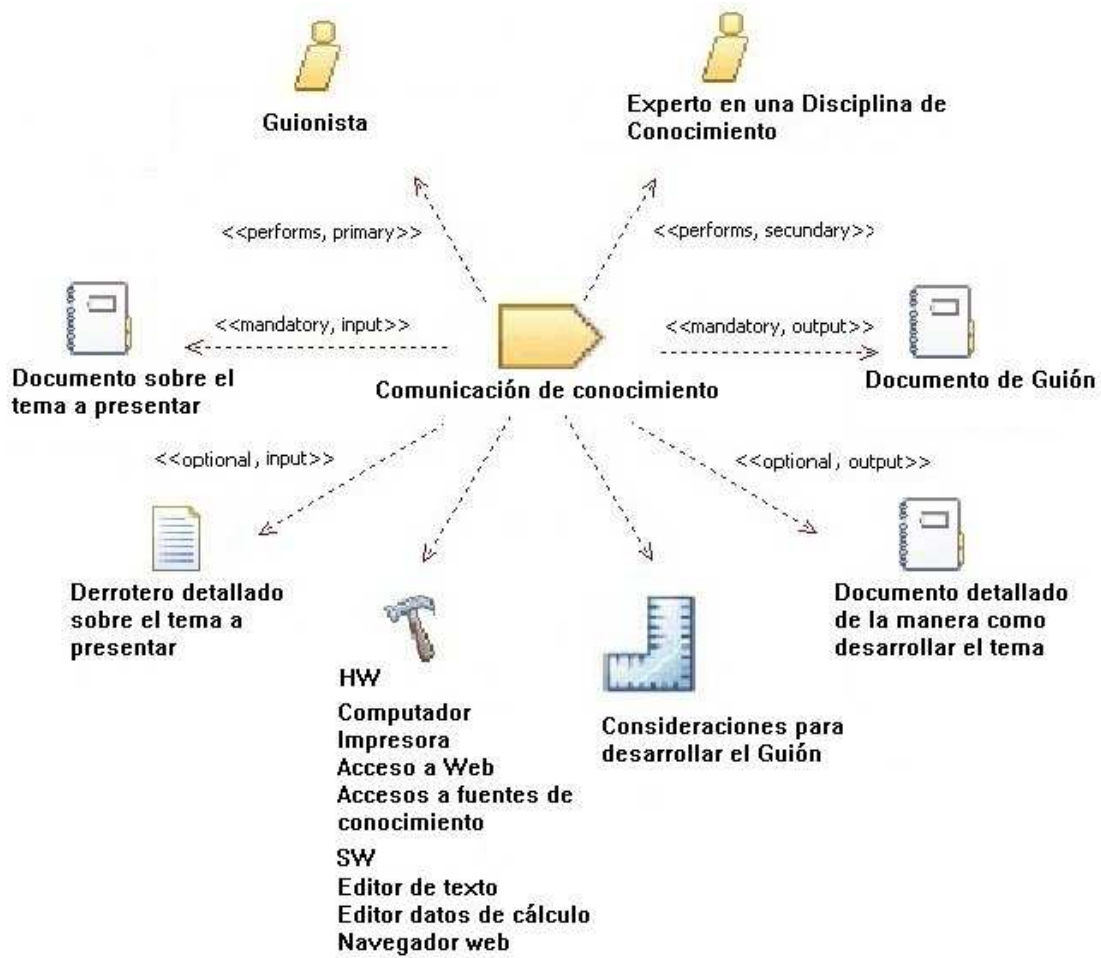 Guionista
Experto en una Disciplina de
Conocimiento
<<performs, primary>>
<<performs, secundary>>
<<mandatory, input>>
<<mandatory, output>>
Documento sobre el
tema a presentar
Comunicación de conocimiento
Documento de Guión
<<optional, input>>
<<optional, output>>
Derrotero detallado
sobre el tema a
presentar
Documento detallado
de la manera como
desarrollar el tema
HW
Computador
Impresora
Acceso a Web
Accesos a fuentes de
conocimiento
SW
Editor de texto
Editor datos de cálculo
Navegador web
Consideraciones para
desarrollar el Guión